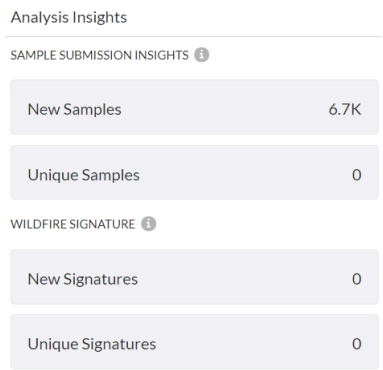 Analysis Insights
SAMPLE SUBMISSION INSIGHTS
New Samples 6.7K
Unique Samples 0
WILDFIRE SIGNATURE
New Signatures 0
Unique Signatures 0